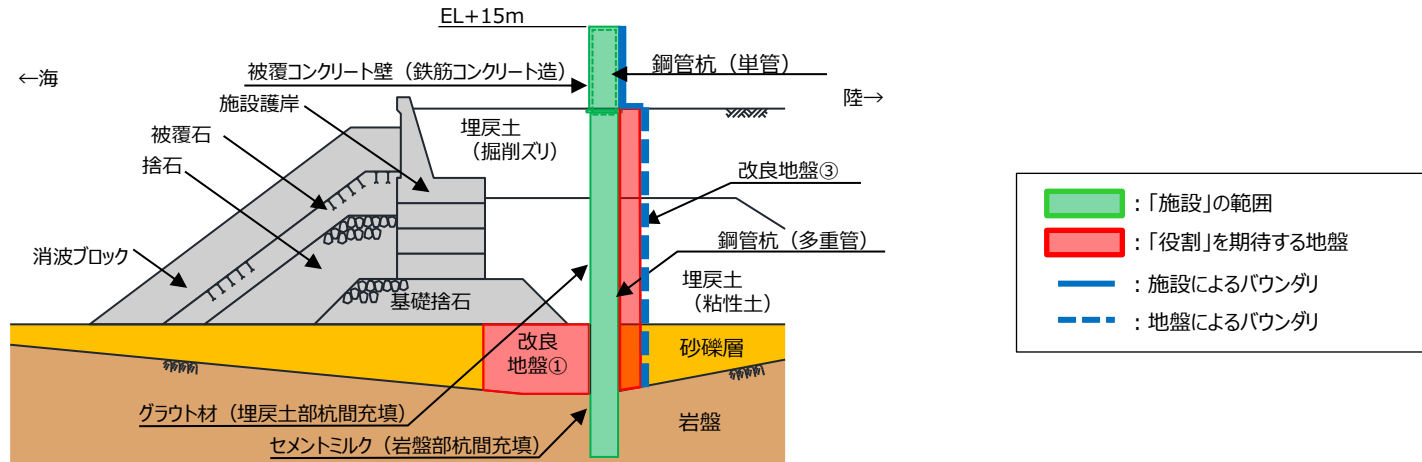 EL+15m
←海
被覆コンクリート壁（鉄筋コンクリート造）
鋼管杭（単管）
陸→
施設護岸
埋戻土
（掘削ズリ）
被覆石
捨石
改良地盤③
鋼管杭（多重管）
消波ブロック
埋戻土
（粘性土）
基礎捨石
改良
地盤①
砂礫層
グラウト材（埋戻土部杭間充填）
岩盤
セメントミルク（岩盤部杭間充填）
：「施設」の範囲
：「役割」を期待する地盤
：施設によるバウンダリ
：地盤によるバウンダリ